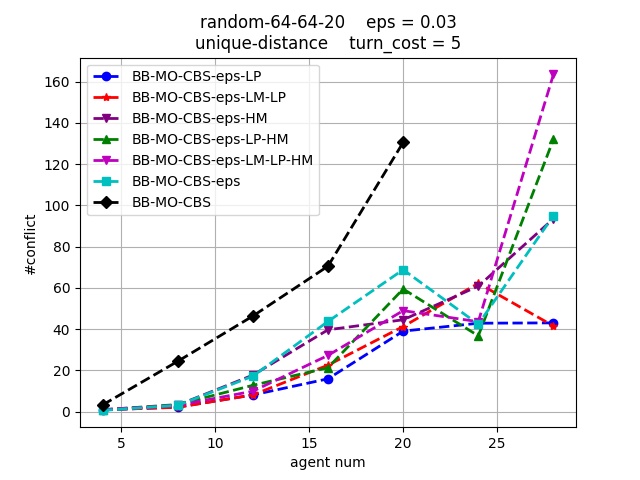 random-64-64-20    eps = 0.03
unique-distance    turn_cost = 5
BB-MO-CBS-eps-LP
BB-MO-CBS-eps-LM-LP
BB-MO-CBS-eps-HM
BB-MO-CBS-eps-LP-HM
BB-MO-CBS-eps-LM-LP-HM
BB-MO-CBS-eps
BB-MO-CBS
#conflict
160
140
120
100
80
60
40
20
0
5 10 15 20 25
agent num